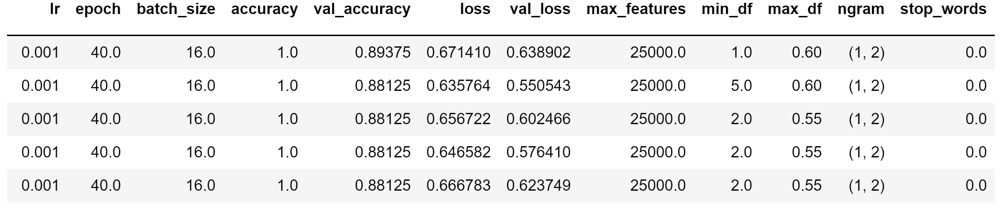 lr epoch batch_size accuracy val_accuracy loss val_loss max_features min_df max_df ngram stop_words
0.001 40.0 16.0 1.0 0.89375 0.671410 0.638902 25000.0 1.0 0.60 (1, 2) 0.0
0.001 40.0 16.0 1.0 0.88125 0.635764 0.550543 25000.0 5.0 0.60 (1, 2) 0.0
0.001 40.0 16.0 1.0 0.88125 0.656722 0.602466 25000.0 2.0 0.55 (1, 2) 0.0
0.001 40.0 16.0 1.0 0.88125 0.646582 0.576410 25000.0 2.0 0.55 (1, 2) 0.0
0.001 40.0 16.0 1.0 0.88125 0.666783 0.623749 25000.0 2.0 0.55 (1, 2) 0.0